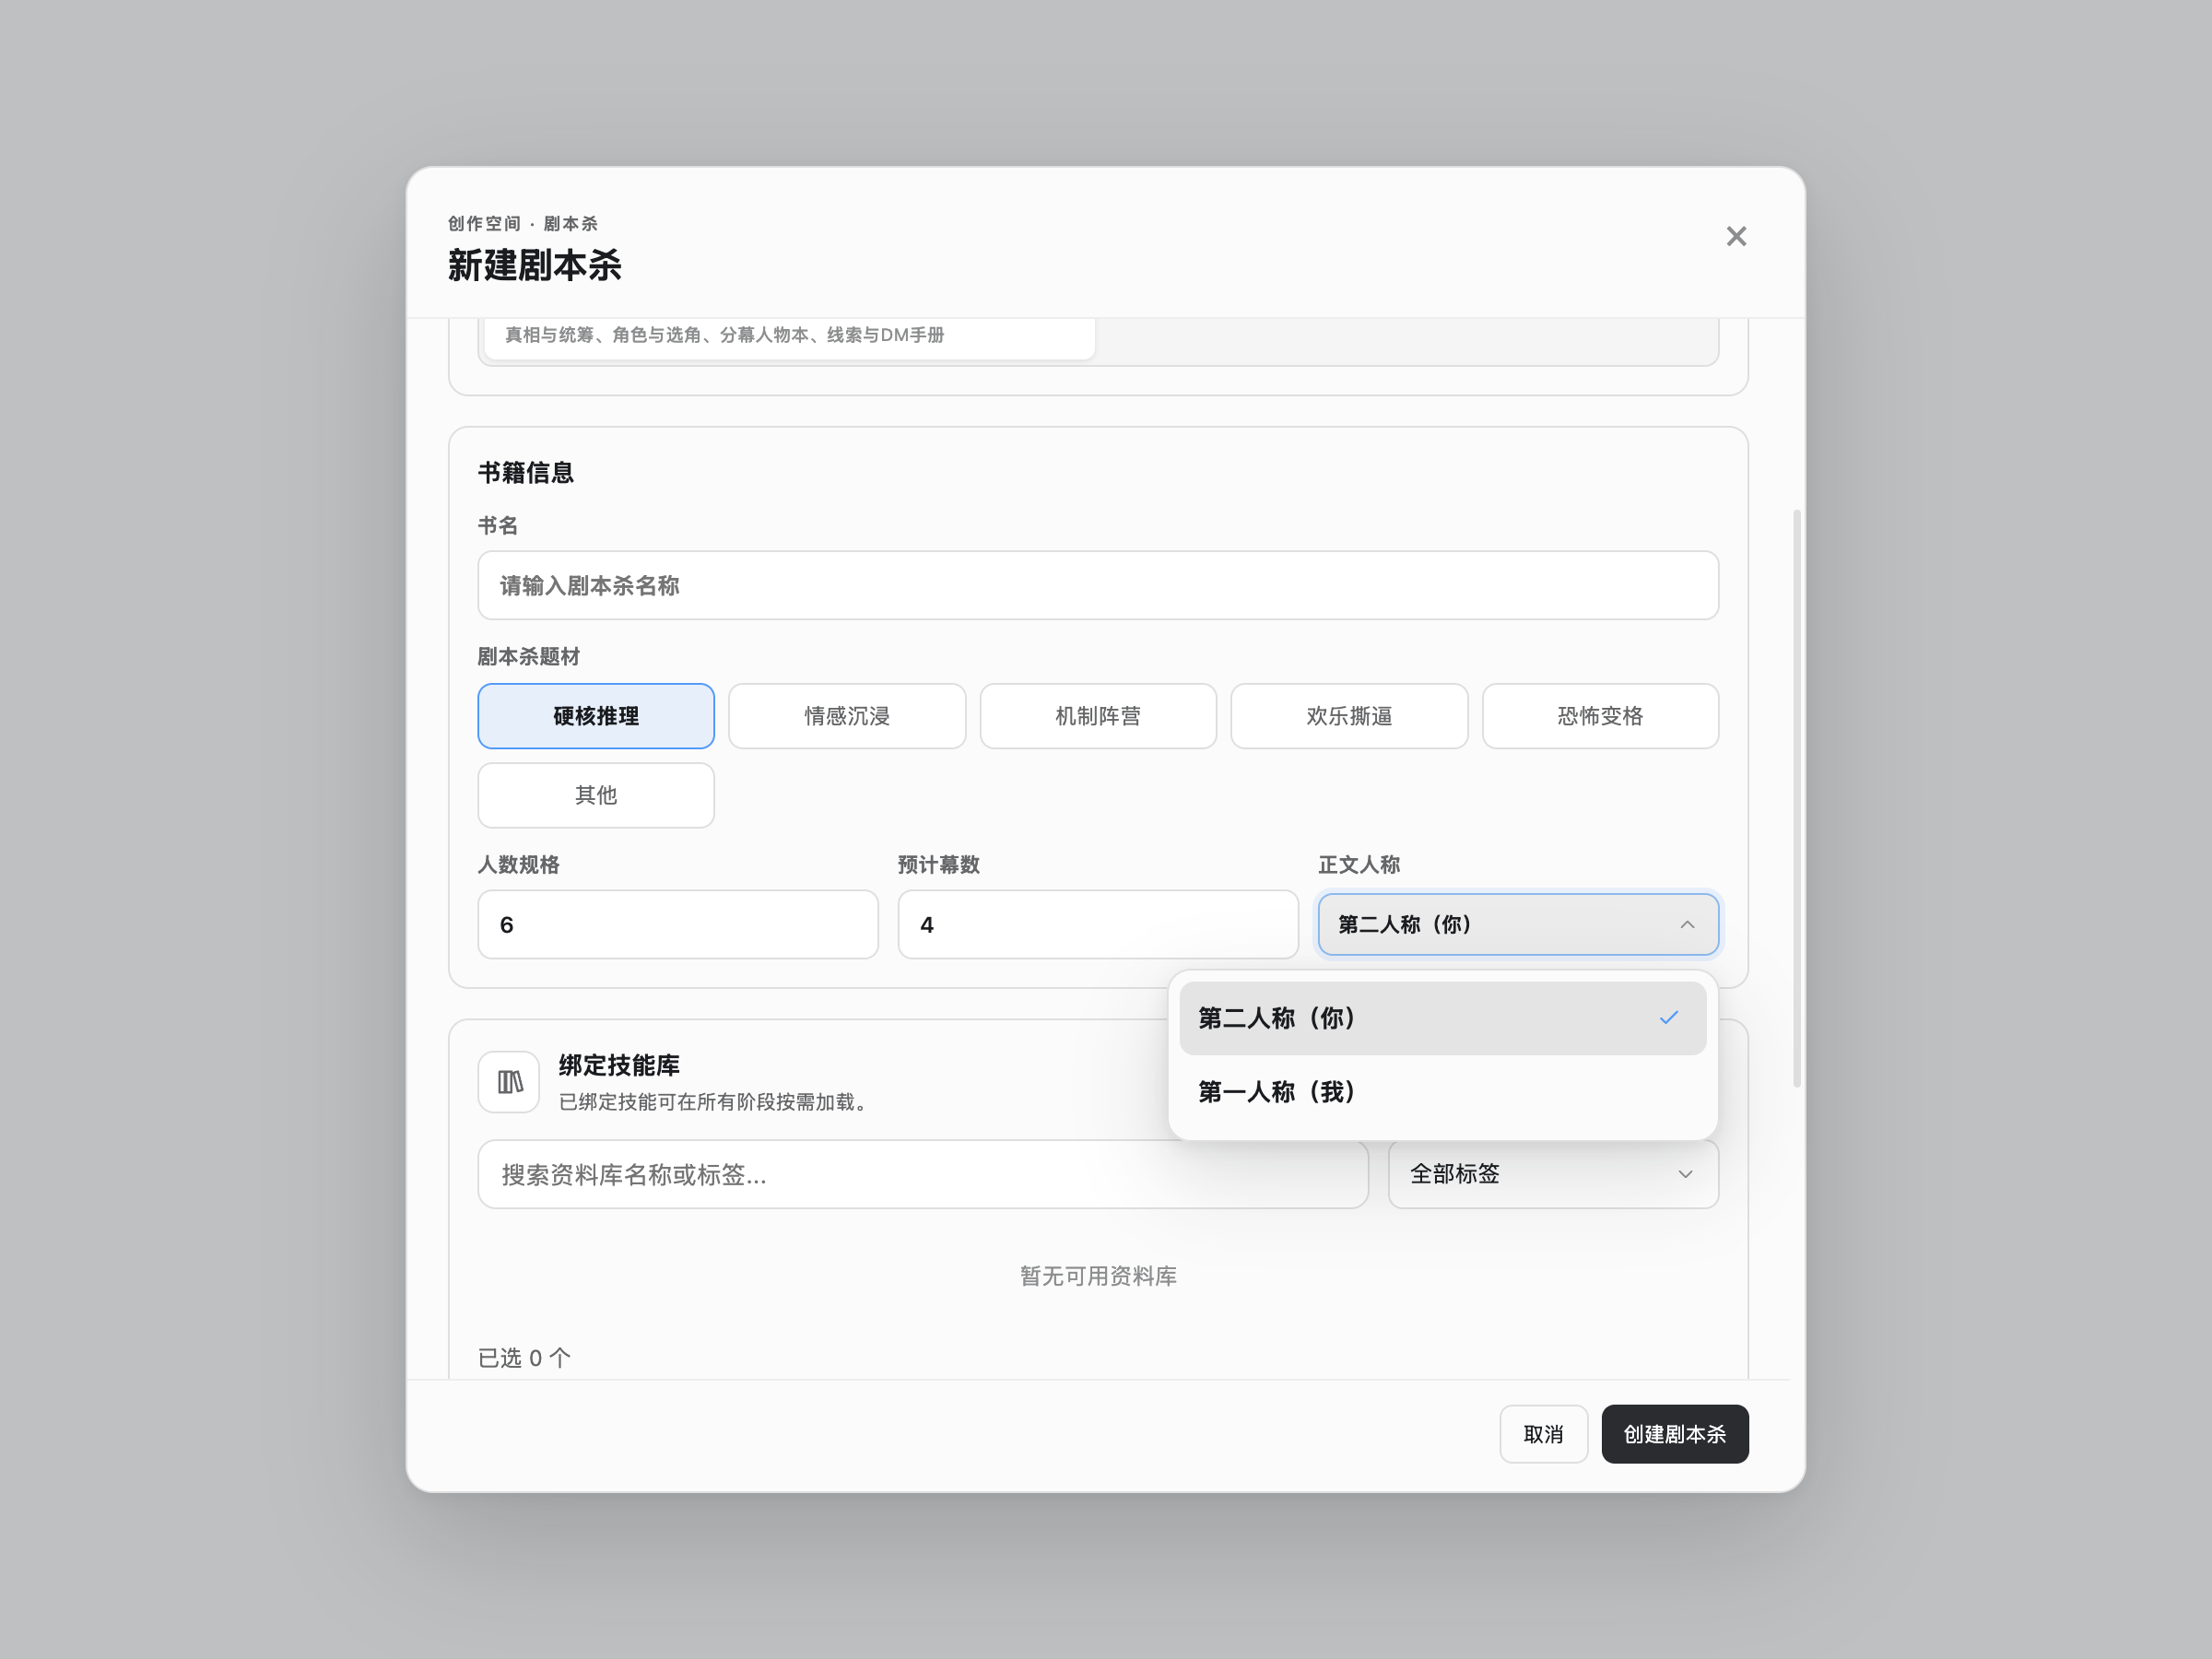 创作空间 · 剧本杀
新建剧本杀
真相与统筹、角色与选角、分幕人物本、线索与DM手册
书籍信息
书名
请输入剧本杀名称
剧本杀题材
硬核推理
情感沉浸
机制阵营
欢乐撕逼
恐怖变格
其他
人数规格
预计幕数
正文人称
6
4
第二人称（你）
第二人称（你）
第一人称（我）
绑定技能库
已绑定技能可在所有阶段按需加载。
搜索资料库名称或标签...
全部标签
暂无可用资料库
已选 0 个
取消
创建剧本杀